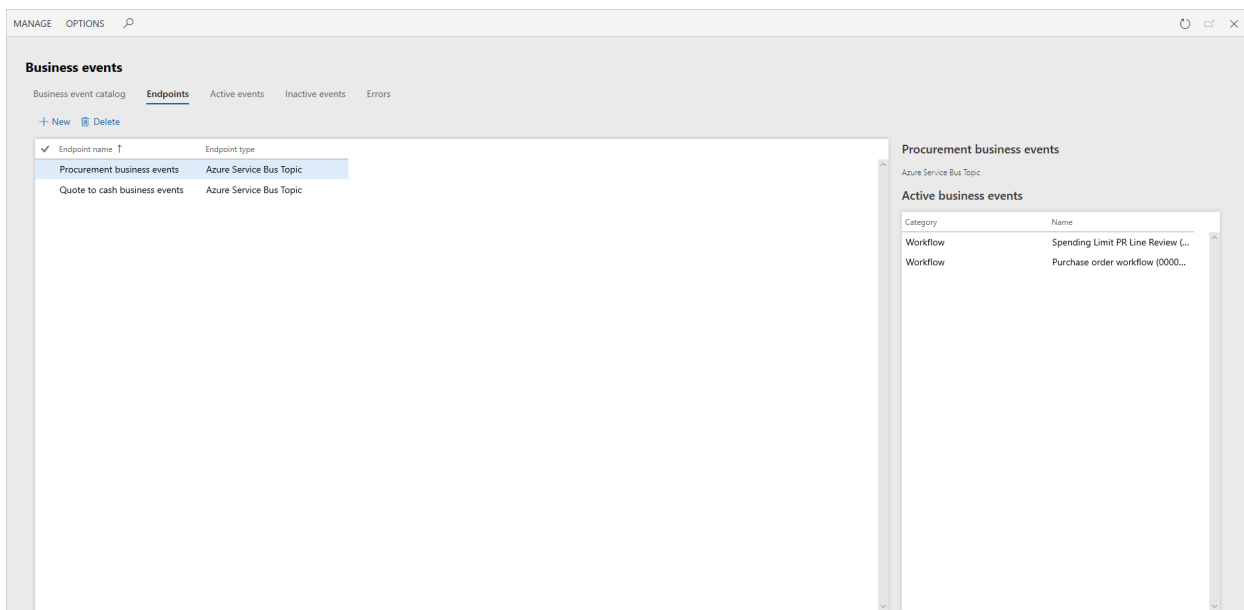 MANAGE OPTIONS
Business events
Business event catalog Endpoints Active events Inactive events Errors
+ New Delete
Endpoint name ↑ Endpoint type
Procurement business events Azure Service Bus Topic
Quote to cash business events Azure Service Bus Topic
Procurement business events
Azure Service Bus Topic
Active business events
Category Name
Workflow Spending Limit PR Line Review (...
Workflow Purchase order workflow (0000...